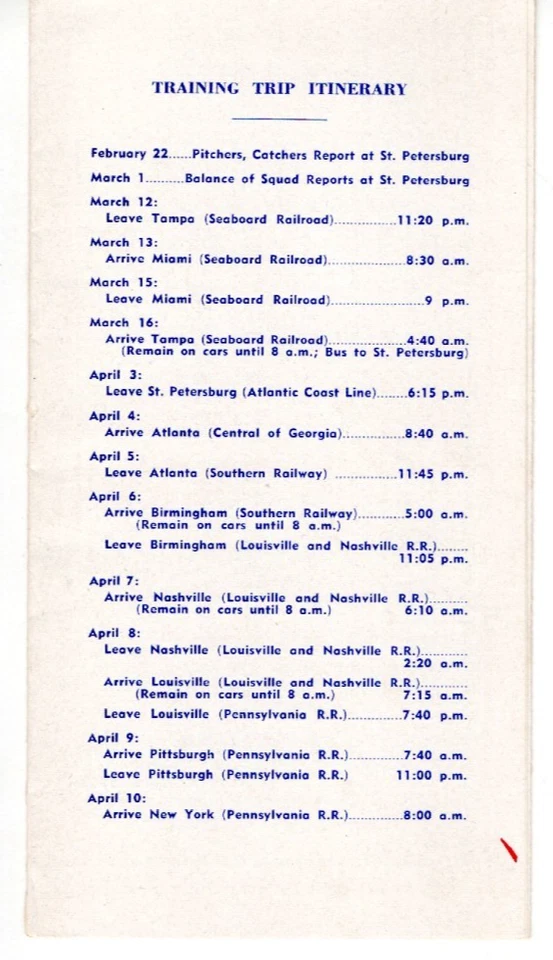 TRAINING TRIP ITINERARY
February 22......Pitchers, Catchers Report at St. Petersburg
March 1..........Balance of Squad Reports at St. Petersburg
March 12:
Leave Tampa (Seaboard Railroad)................11:20 p.m.
March 13:
Arrive Miami (Seaboard Railroad)....................8:30 a.m.
March 15:
Leave Miami (Seaboard Railroad)........................9 p.m.
March 16:
Arrive Tampa (Seaboard Railroad)....................4:40 a.m.
(Remain on cars until 8 a.m.; Bus to St. Petersburg)
April 3:
Leave St. Petersburg (Atlantic Coast Line)........6:15 p.m.
April 4:
Arrive Atlanta (Central of Georgia)................8:40 a.m.
April 5:
Leave Atlanta (Southern Railway) ................11:45 p.m.
April 6:
Arrive Birmingham (Southern Railway)............5:00 a.m.
(Remain on cars until 8 a.m.)
Leave Birmingham (Louisville and Nashville R.R.)........
11:05 p.m.
April 7:
Arrive Nashville (Louisville and Nashville R.R.)..........
(Remain on cars until 8 a.m.) 6:10 a.m.
April 8:
Leave Nashville (Louisville and Nashville R.R.)............
2:20 a.m.
Arrive Louisville (Louisville and Nashville R.R.)............
(Remain on cars until 8 a.m.) 7:15 a.m.
Leave Louisville (Pennsylvania R.R.)..............7:40 p.m.
April 9:
Arrive Pittsburgh (Pennsylvania R.R.)..............7:40 a.m.
Leave Pittsburgh (Pennsylvania R.R.) 11:00 p.m.
April 10:
Arrive New York (Pennsylvania R.R.)..............8:00 a.m.